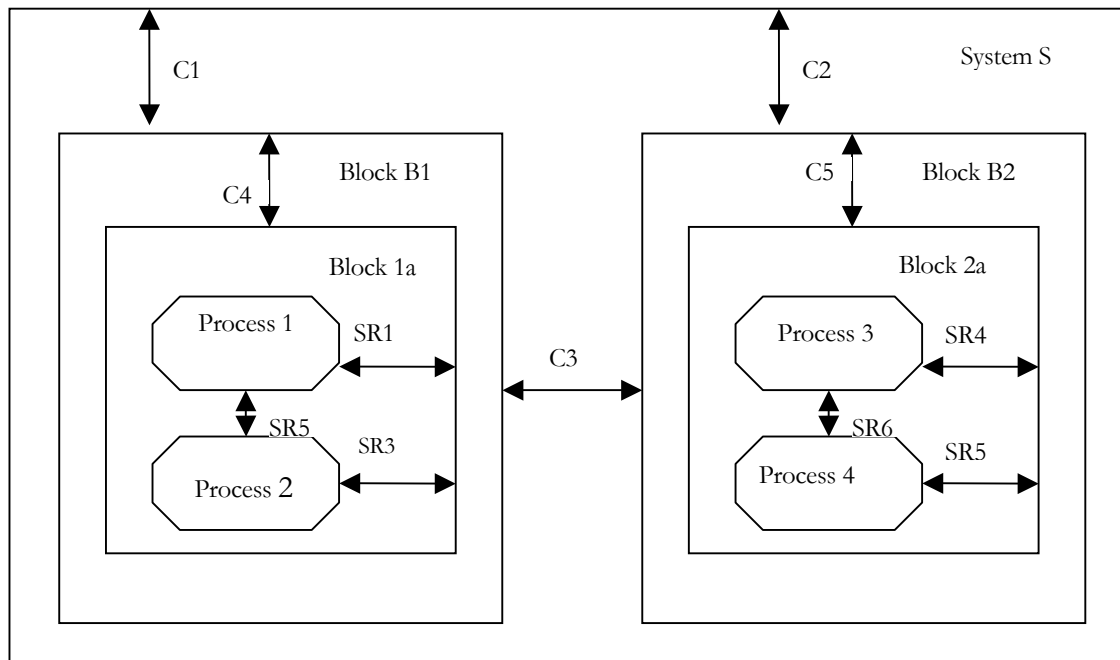 System S
C1
C2
Block B1
Block B2
C4
C5
Block 1a
Block 2a
Process 1
SR1
Process 3
SR4
C3
SR5
SR3
SR6
SR5
Process 2
Process 4